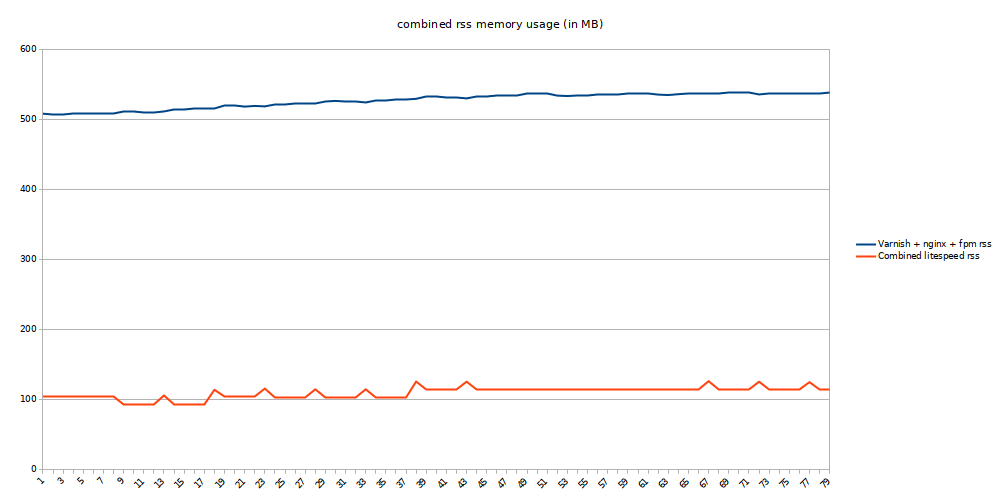 combined rss memory usage (in MB)
600
500
400
300
200
100
0
Varnish + nginx + fpm rss
Combined litespeed rss
1 3 5 7 9 11 13 15 17 19 21 23 25 27 29 31 33 35 37 39 41 43 45 47 49 51 53 55 57 59 61 63 65 67 69 71 73 75 77 79